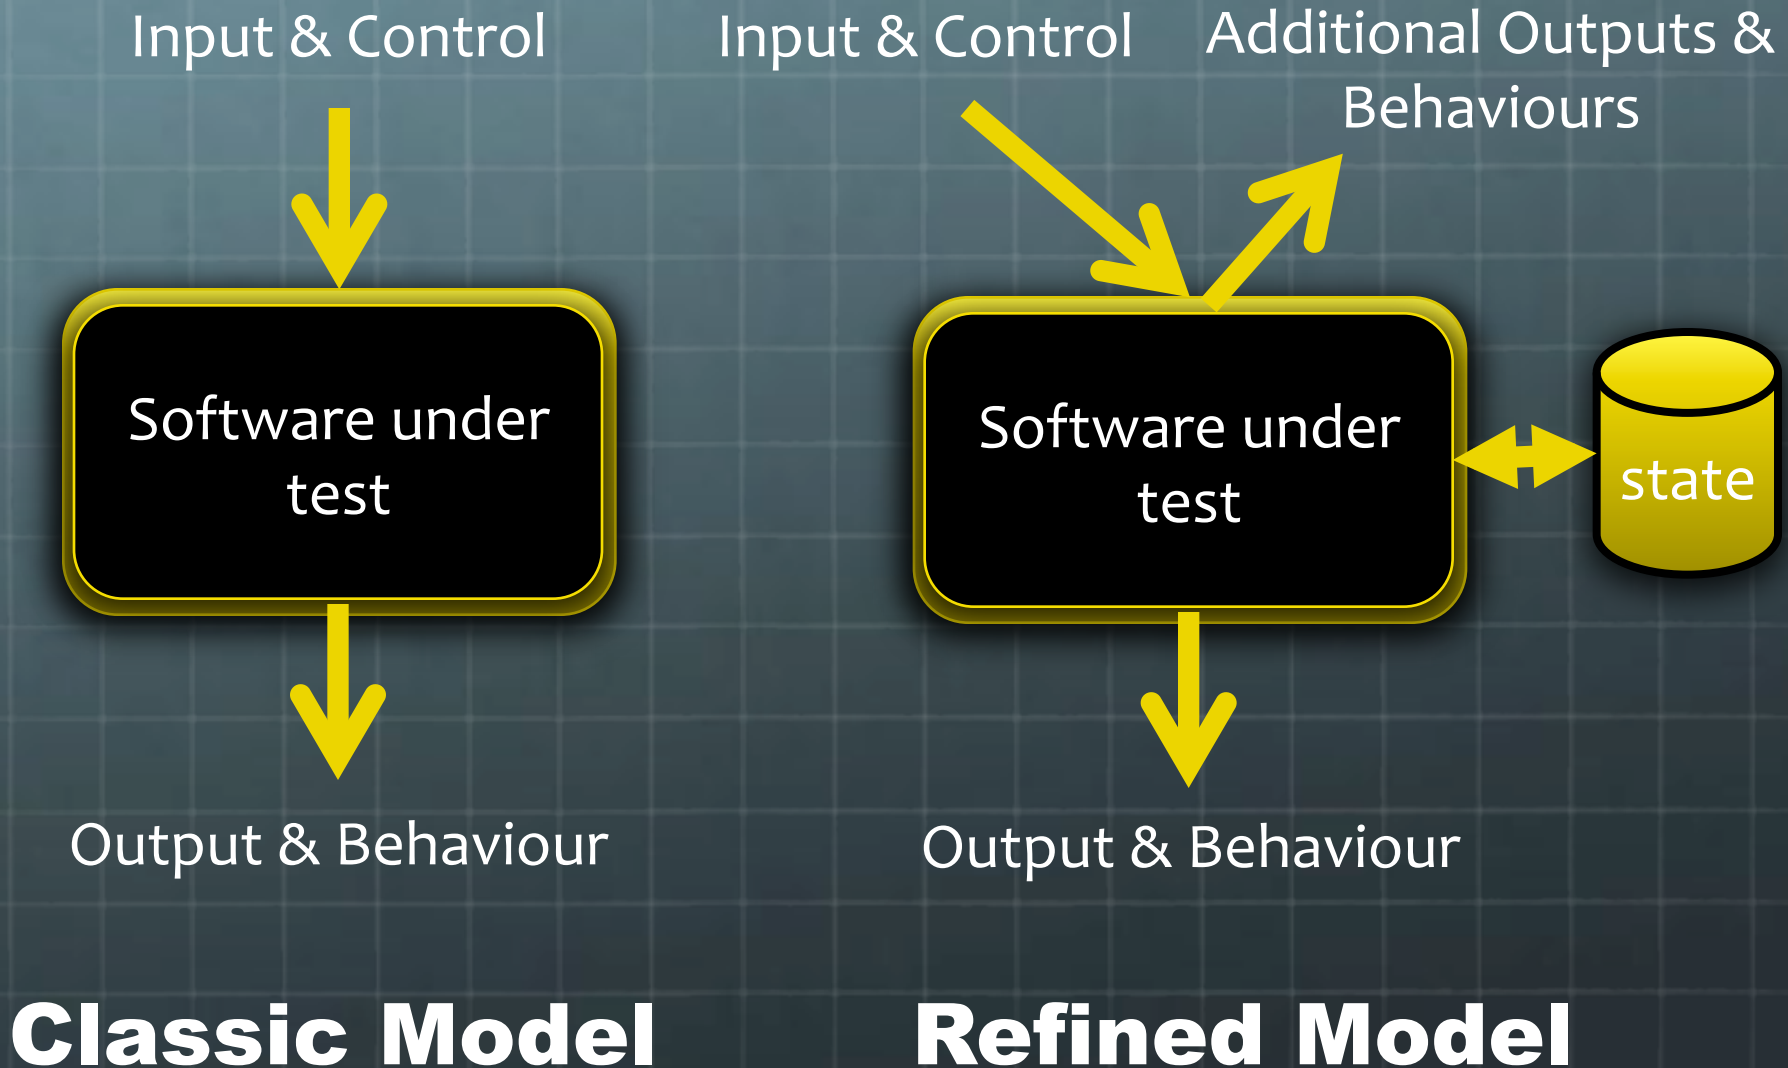 Input & Control
Software under
test
Output & Behaviour
Classic Model
Input & Control
Additional Outputs &
Behaviours
Software under
test
state
Output & Behaviour
Refined Model